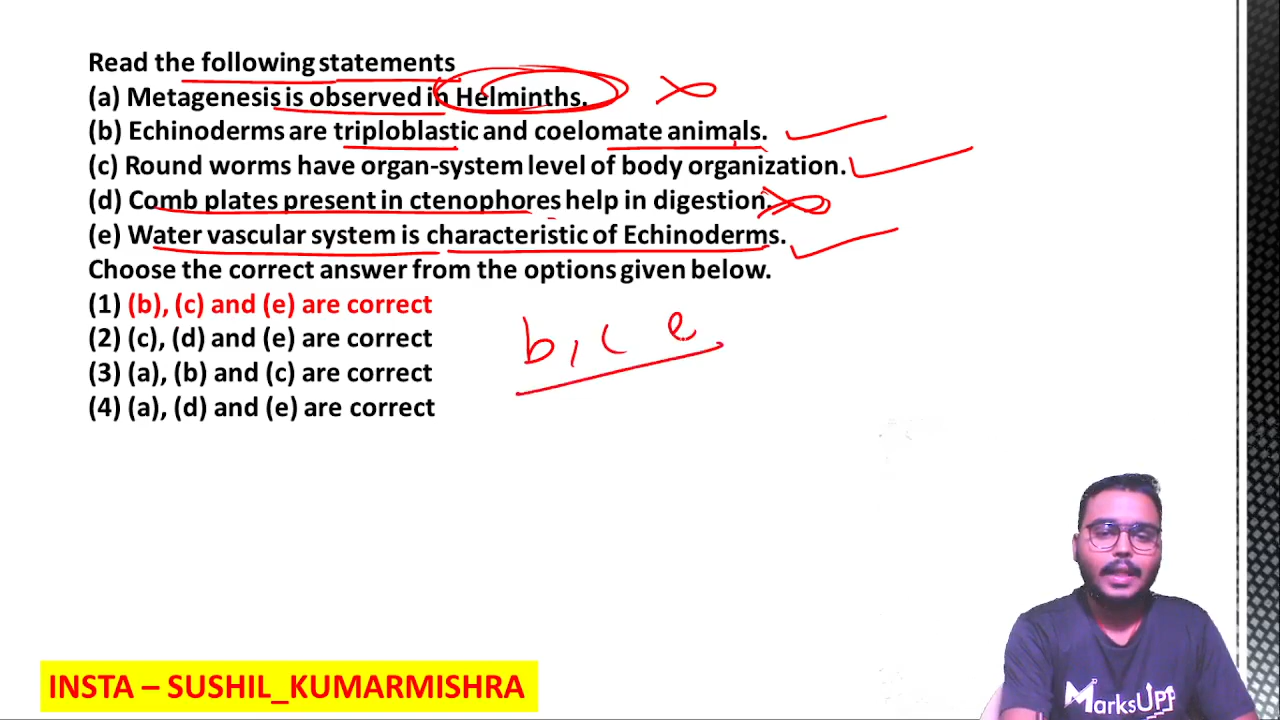 Read the following statements
(a) Metagenesis is observed in Helminths.
(b) Echinoderms are triploblastic and coelomate animals.
(c) Round worms have organ-system level of body organization.
(d) Comb plates present in ctenophores help in digestion.
(e) Water vascular system is characteristic of Echinoderms.
Choose the correct answer from the options given below.
(1) (b), (c) and (e) are correct
(2) (c), (d) and (e) are correct
b, c e
(3) (a), (b) and (c) are correct
(4) (a), (d) and (e) are correct
INSTA – SUSHIL_KUMARMISHRA
MarksUP